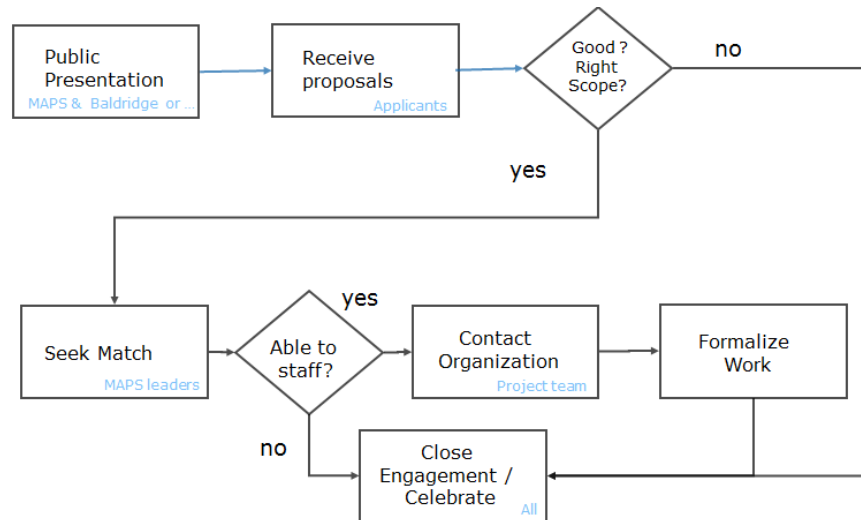 Public
Presentation
MAPS & Baldridge or ...
Receive
proposals
Applicants
Good ?
Right
Scope?
no
yes
Seek Match
MAPS leaders
Able to
staff?
yes
Contact
Organization
Project team
Formalize
Work
no
Close
Engagement /
Celebrate
All